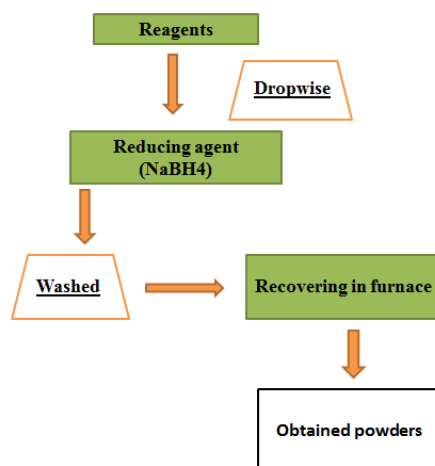 Reagents
Dropwise
Reducing agent
(NaBH4)
Washed
Recovering in furnace
Obtained powders